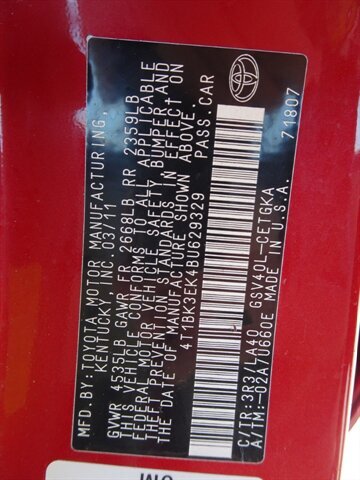 MFD.BY:TOYOTA MOTOR MANUFACTURING,
KENTUCKY, INC. 03/11
GVWR 4535LB GAWR FR 2668LB RR 2359LB
THIS VEHICLE CONFORMS TO ALL APPLICABLE
FEDERAL MOTOR VEHICLE SAFETY BUMPER,AND
THEFT PREVENTION STANDARDS IN EFFECT ON
THE DATE OF MANUFACTURE SHOWN ABOVE.
4T1BK3EK4BU629329 PASS.CAR
C/TR:3R3/LA40 GSV40L-CETGKA
A/TM:-02A/U660E MADE IN U.S.A. 71807